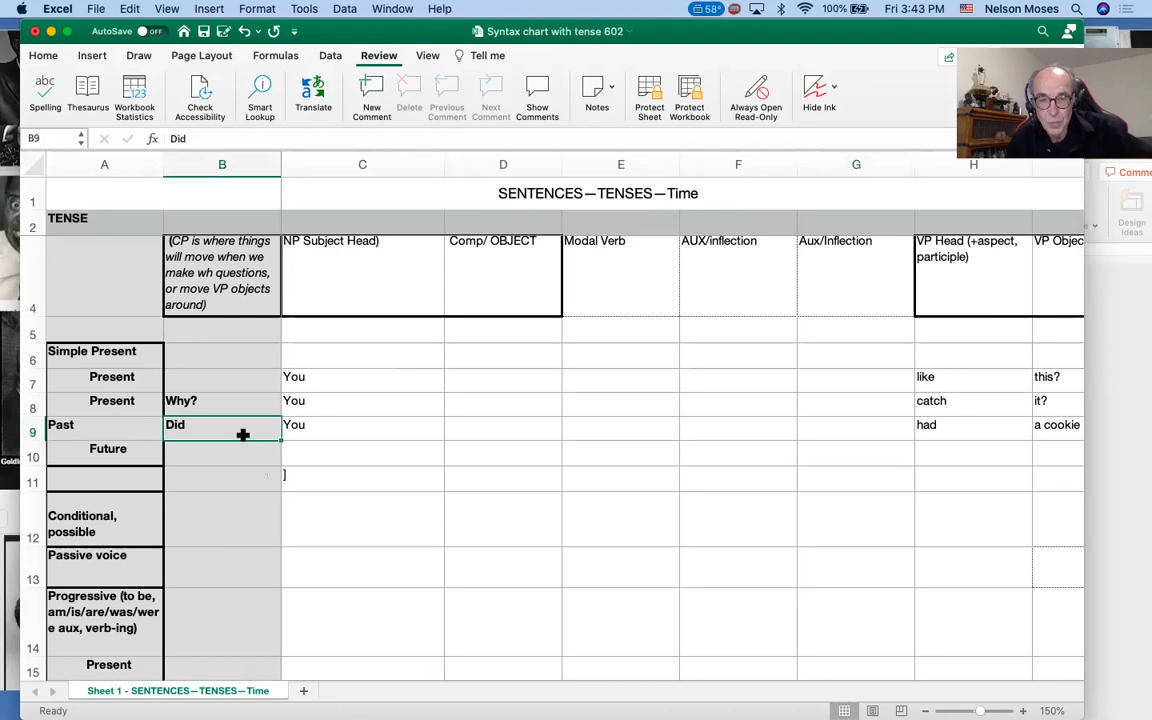 Excel File Edit View Insert Format Tools Data Window Help 58° 100% Fri 3:43 PM Nelson Moses
AutoSave OFF Syntax chart with tense 602
Home Insert Draw Page Layout Formulas Data Review View Tell me
abc 123
Spelling Thesaurus Workbook Statistics Check Accessibility Smart Lookup Translate New Comment Delete Previous Comment Next Comment Show Comments Notes Protect Sheet Protect Workbook Always Open Read-Only Hide Ink
Comme
Design Ideas
B9 fx Did
A B C D E F G H
1 SENTENCES—TENSES—Time
2 TENSE
4 (CP is where things will move when we make wh questions, or move VP objects around) NP Subject Head) Comp/ OBJECT Modal Verb AUX/inflection Aux/Inflection VP Head (+aspect, participle) VP Objec
5
6 Simple Present
7 Present You like this?
8 Present Why? You catch it?
9 Past Did You had a cookie
10 Future
11 ]
12 Conditional, possible
13 Passive voice
14 Progressive (to be, am/is/are/was/were aux, verb-ing)
15 Present
Sheet 1 - SENTENCES—TENSES—Time +
Ready 150%